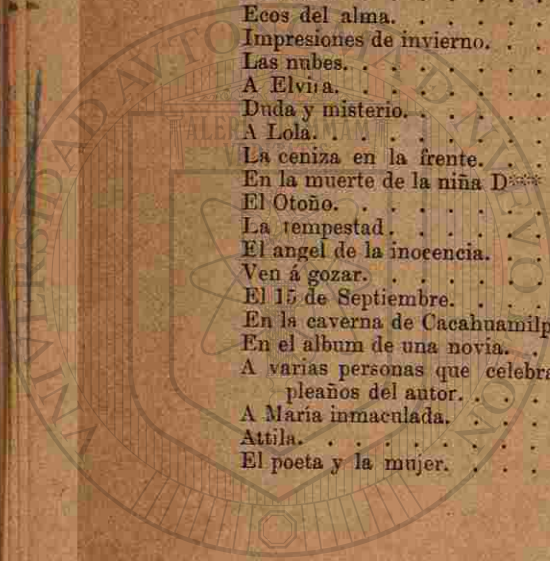 Ecos del alma. . . . . .
Impresiones de invierno. . .
Las nubes. . . . . . .
A Elvira. . . . . . .
Duda y misterio. . . . .
A Lola. . . . . . .
La ceniza en la frente. . .
En la muerte de la niña D***
El Otoño. . . . . . .
La tempestad. . . . . .
El angel de la inocencia. . .
Ven á gozar. . . . . .
El 15 de Septiembre. . . .
En la caverna de Cacahuamilp
En el album de una novia. . .
A varias personas que celebra
pleaños del autor. . . .
A María inmaculada. . . .
Attila. . . . . . .
El poeta y la mujer. . . .